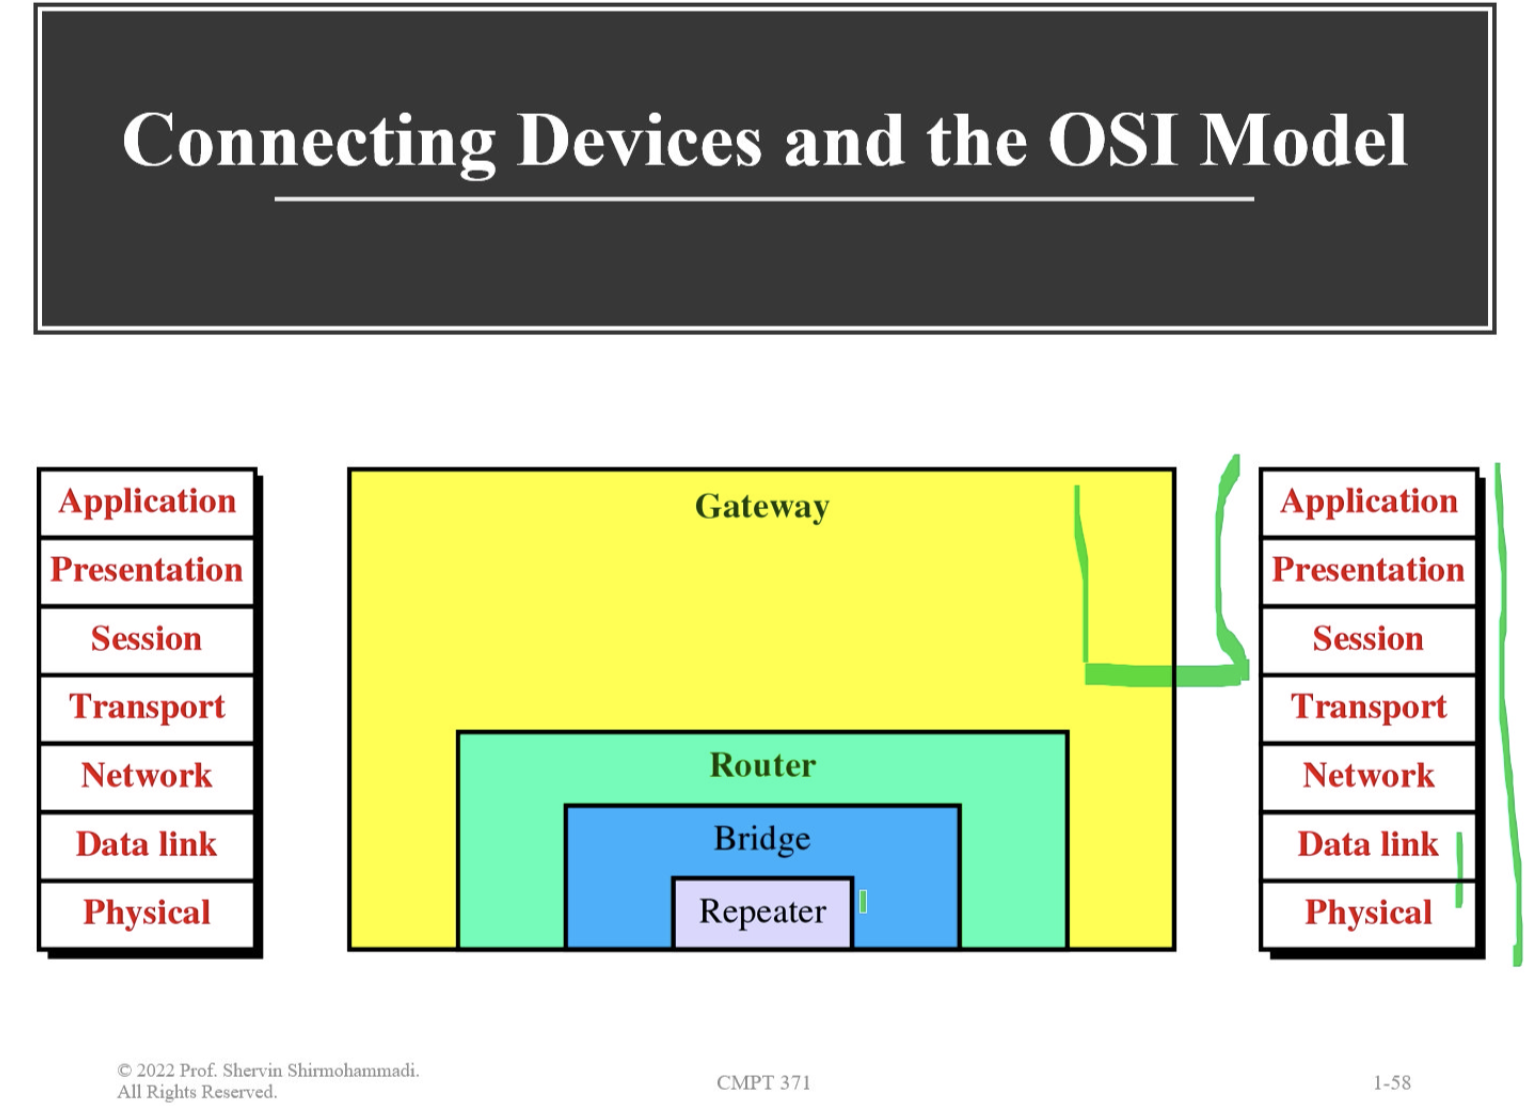 Connecting Devices and the OSI Model
Application
Presentation
Session
Transport
Network
Data link
Physical
Gateway
Router
Bridge
Repeater
Application
Presentation
Session
Transport
Network
Data link
Physical
© 2022 Prof. Shervin Shirmohammadi.
All Rights Reserved.
CMPT 371
1-58